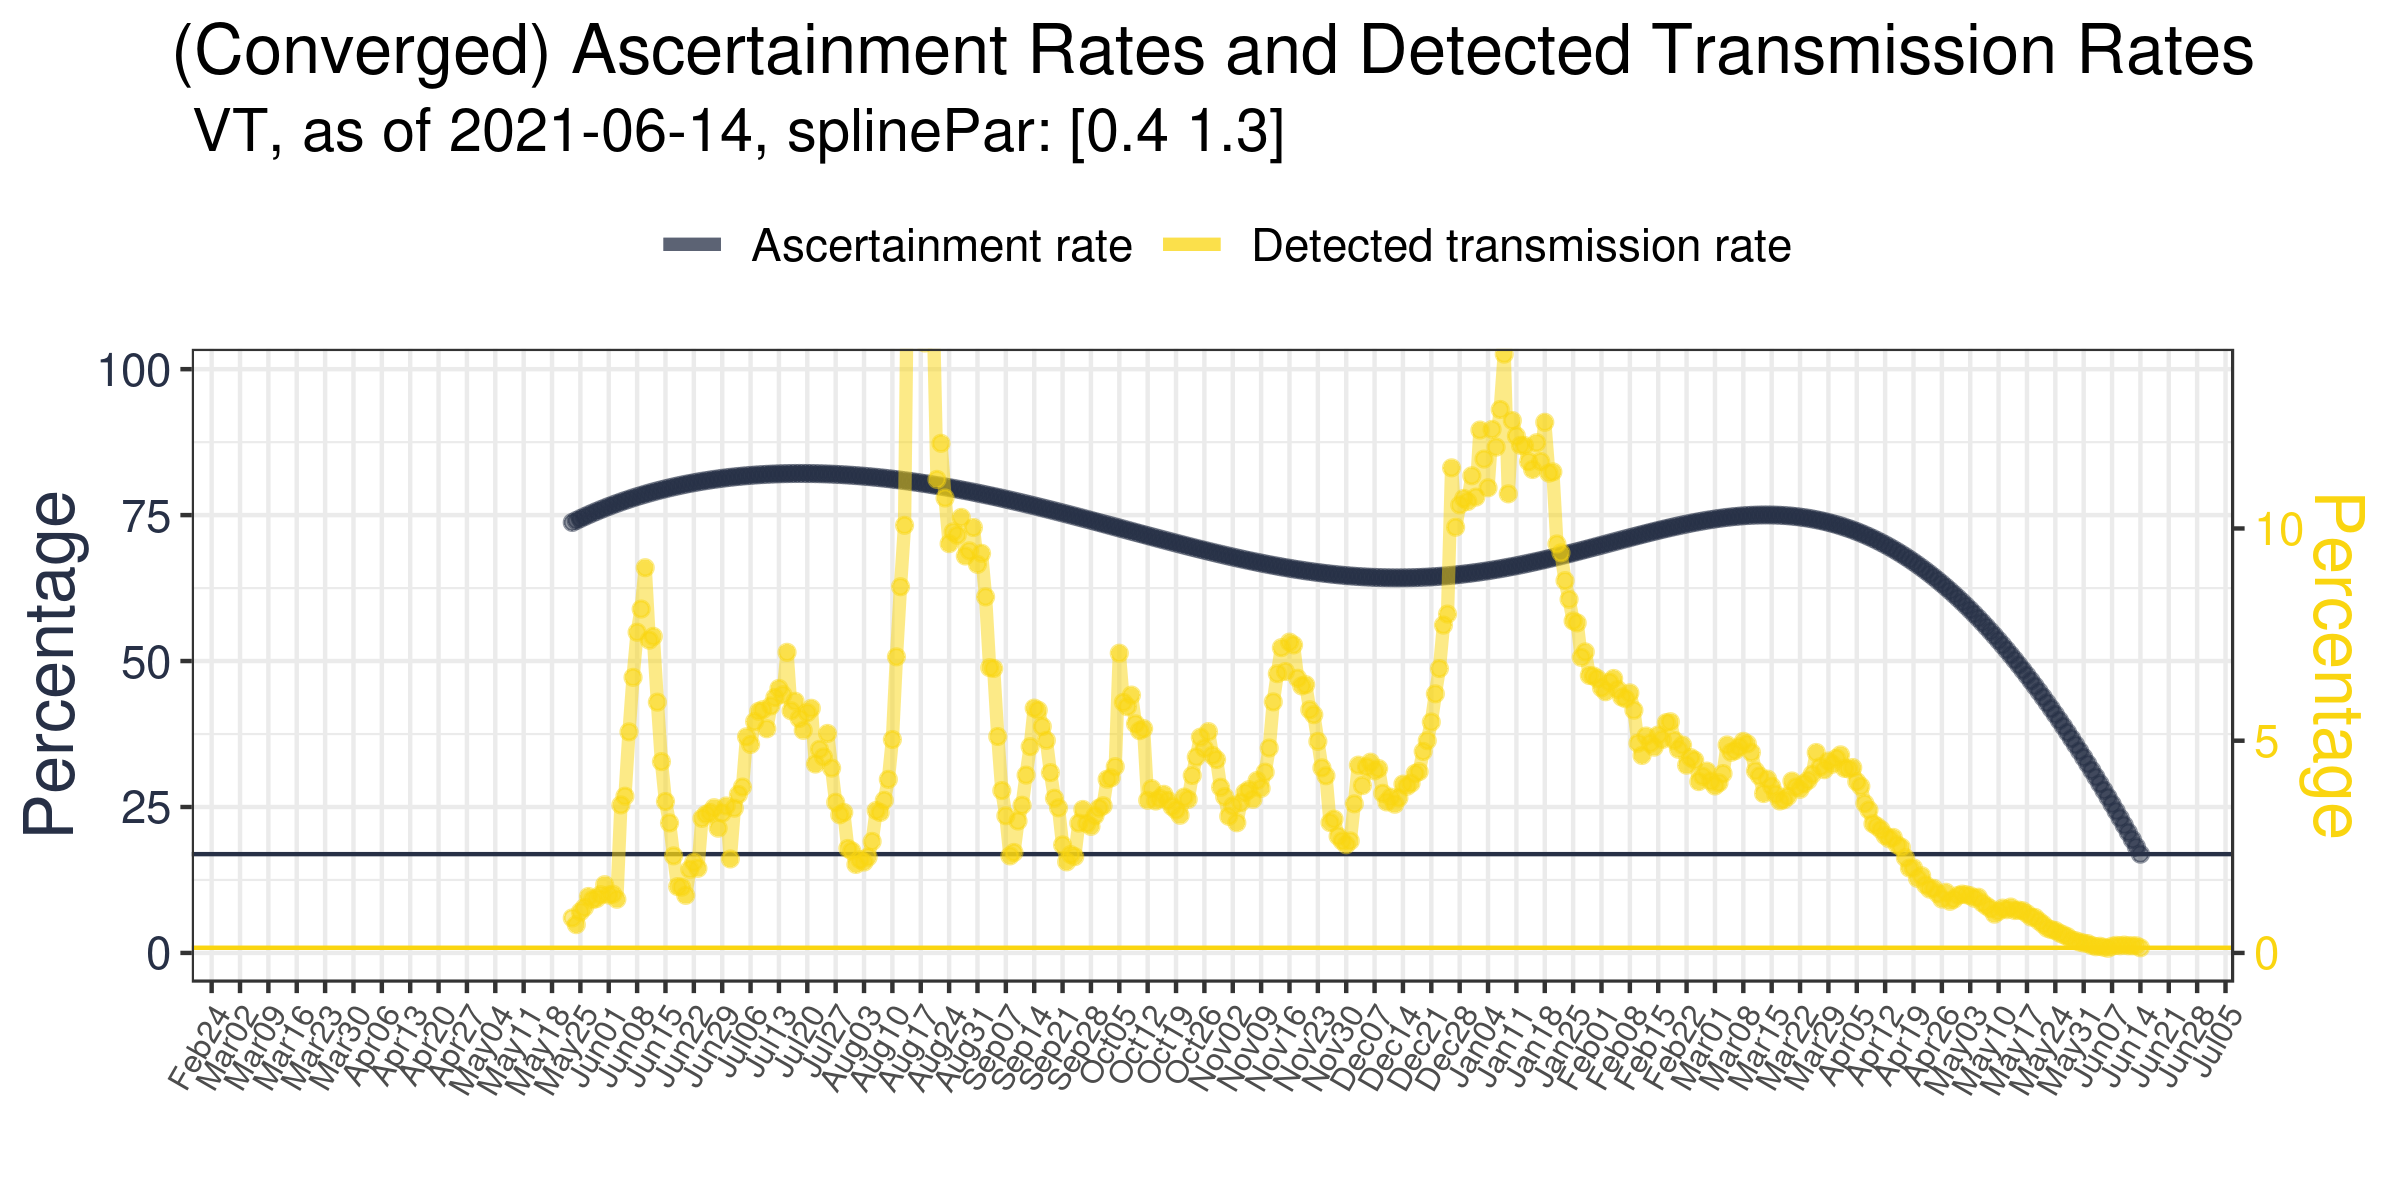 (Converged) Ascertainment Rates and Detected Transmission Rates
VT, as of 2021-06-14, splinePar: [0.4 1.3]
Ascertainment rate Detected transmission rate
Percentage
100
75
50
25
0
10
5
0
Percentage
Feb24 Mar02 Mar09 Mar16 Mar23 Mar30 Apr06 Apr13 Apr20 Apr27 May04 May11 May18 May25 Jun01 Jun08 Jun15 Jun22 Jun29 Jul06 Jul13 Jul20 Jul27 Aug03 Aug10 Aug17 Aug24 Aug31 Sep07 Sep14 Sep21 Sep28 Oct05 Oct12 Oct19 Oct26 Nov02 Nov09 Nov16 Nov23 Nov30 Dec07 Dec14 Dec21 Dec28 Jan04 Jan11 Jan18 Jan25 Feb01 Feb08 Feb15 Feb22 Mar01 Mar08 Mar15 Mar22 Mar29 Apr05 Apr12 Apr19 Apr26 May03 May10 May17 May24 May31 Jun07 Jun14 Jun21 Jun28 Jul05